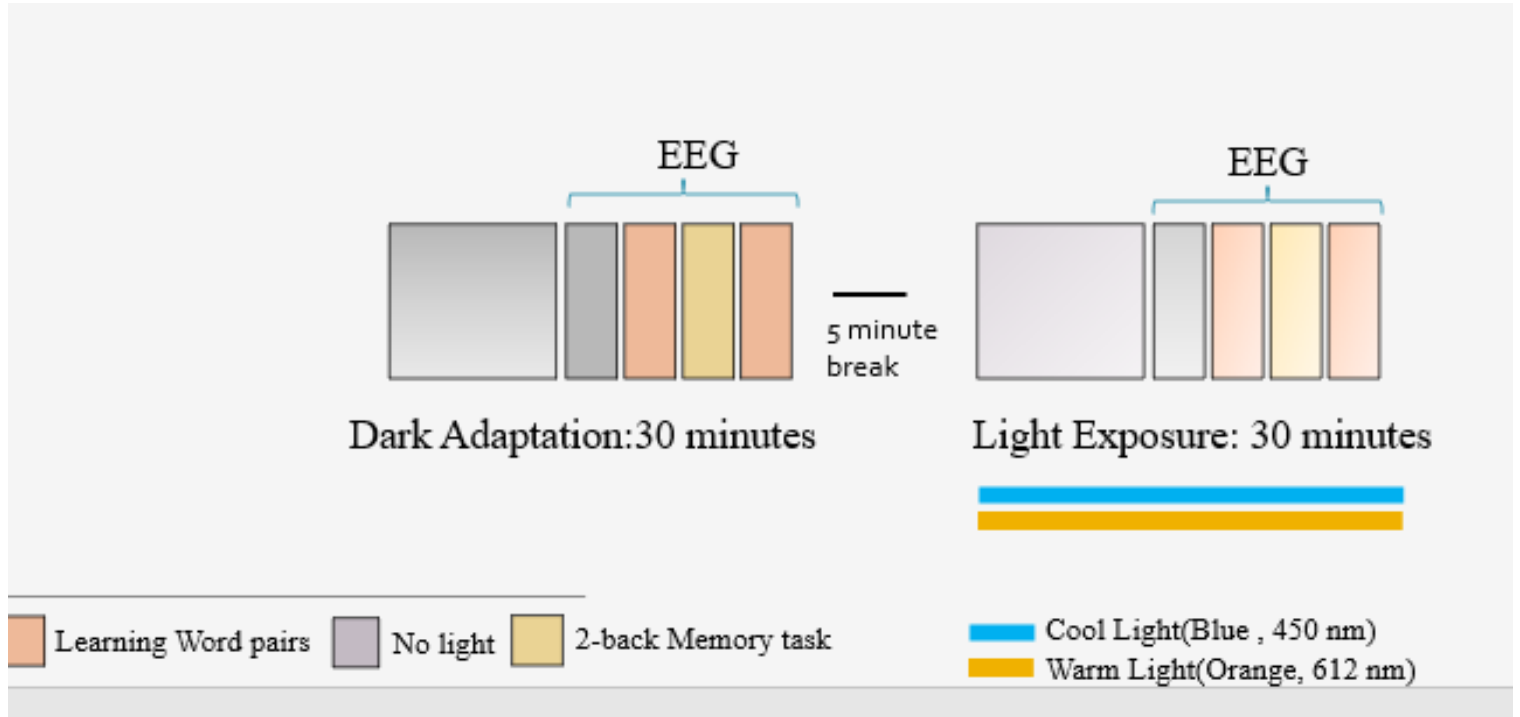 EEG
EEG
5 minute
break
Dark Adaptation:30 minutes
Light Exposure: 30 minutes
Learning Word pairs
No light
2-back Memory task
Cool Light(Blue , 450 nm)
Warm Light(Orange, 612 nm)